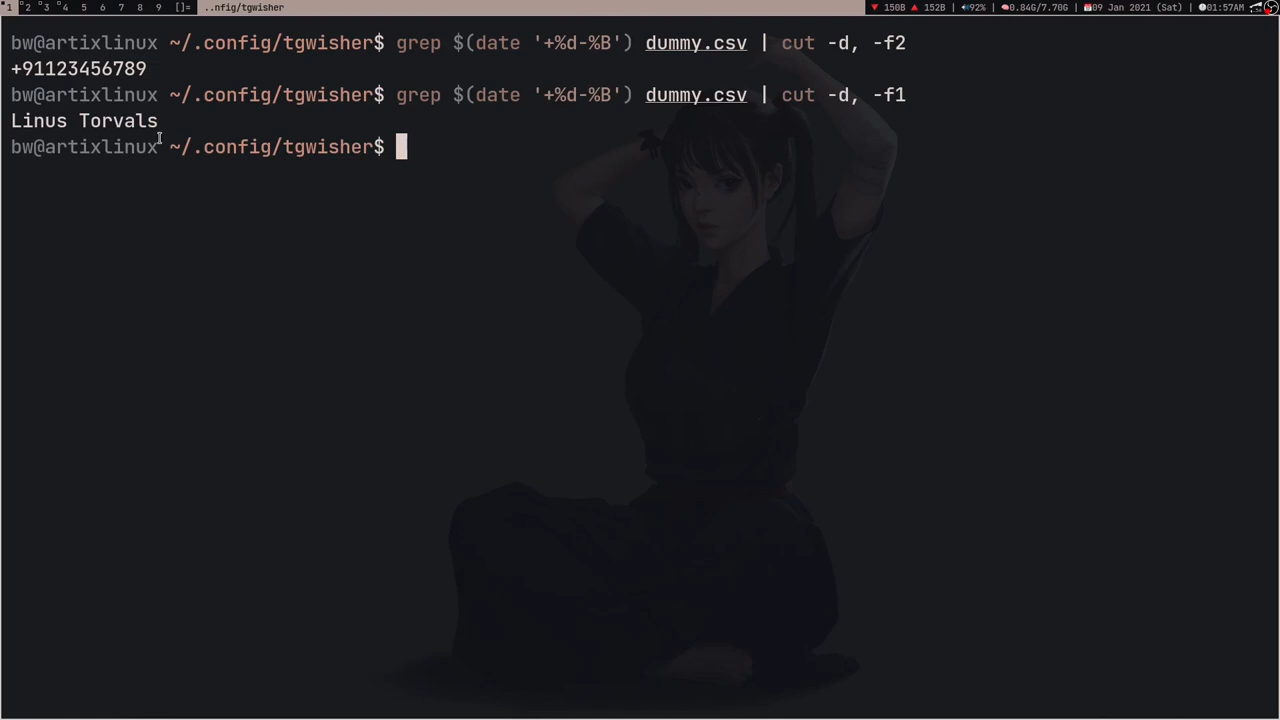 1 2 3 4 5 6 7 8 9 []= ..nfig/tgwisher 150B 152B | 92% | 0.84G/7.70G | 09 Jan 2021 (Sat) | 01:57AM
bw@artixlinux ~/.config/tgwisher$ grep $(date '+%d-%B') dummy.csv | cut -d, -f2
+91123456789
bw@artixlinux ~/.config/tgwisher$ grep $(date '+%d-%B') dummy.csv | cut -d, -f1
Linus Torvals
bw@artixlinux ~/.config/tgwisher$